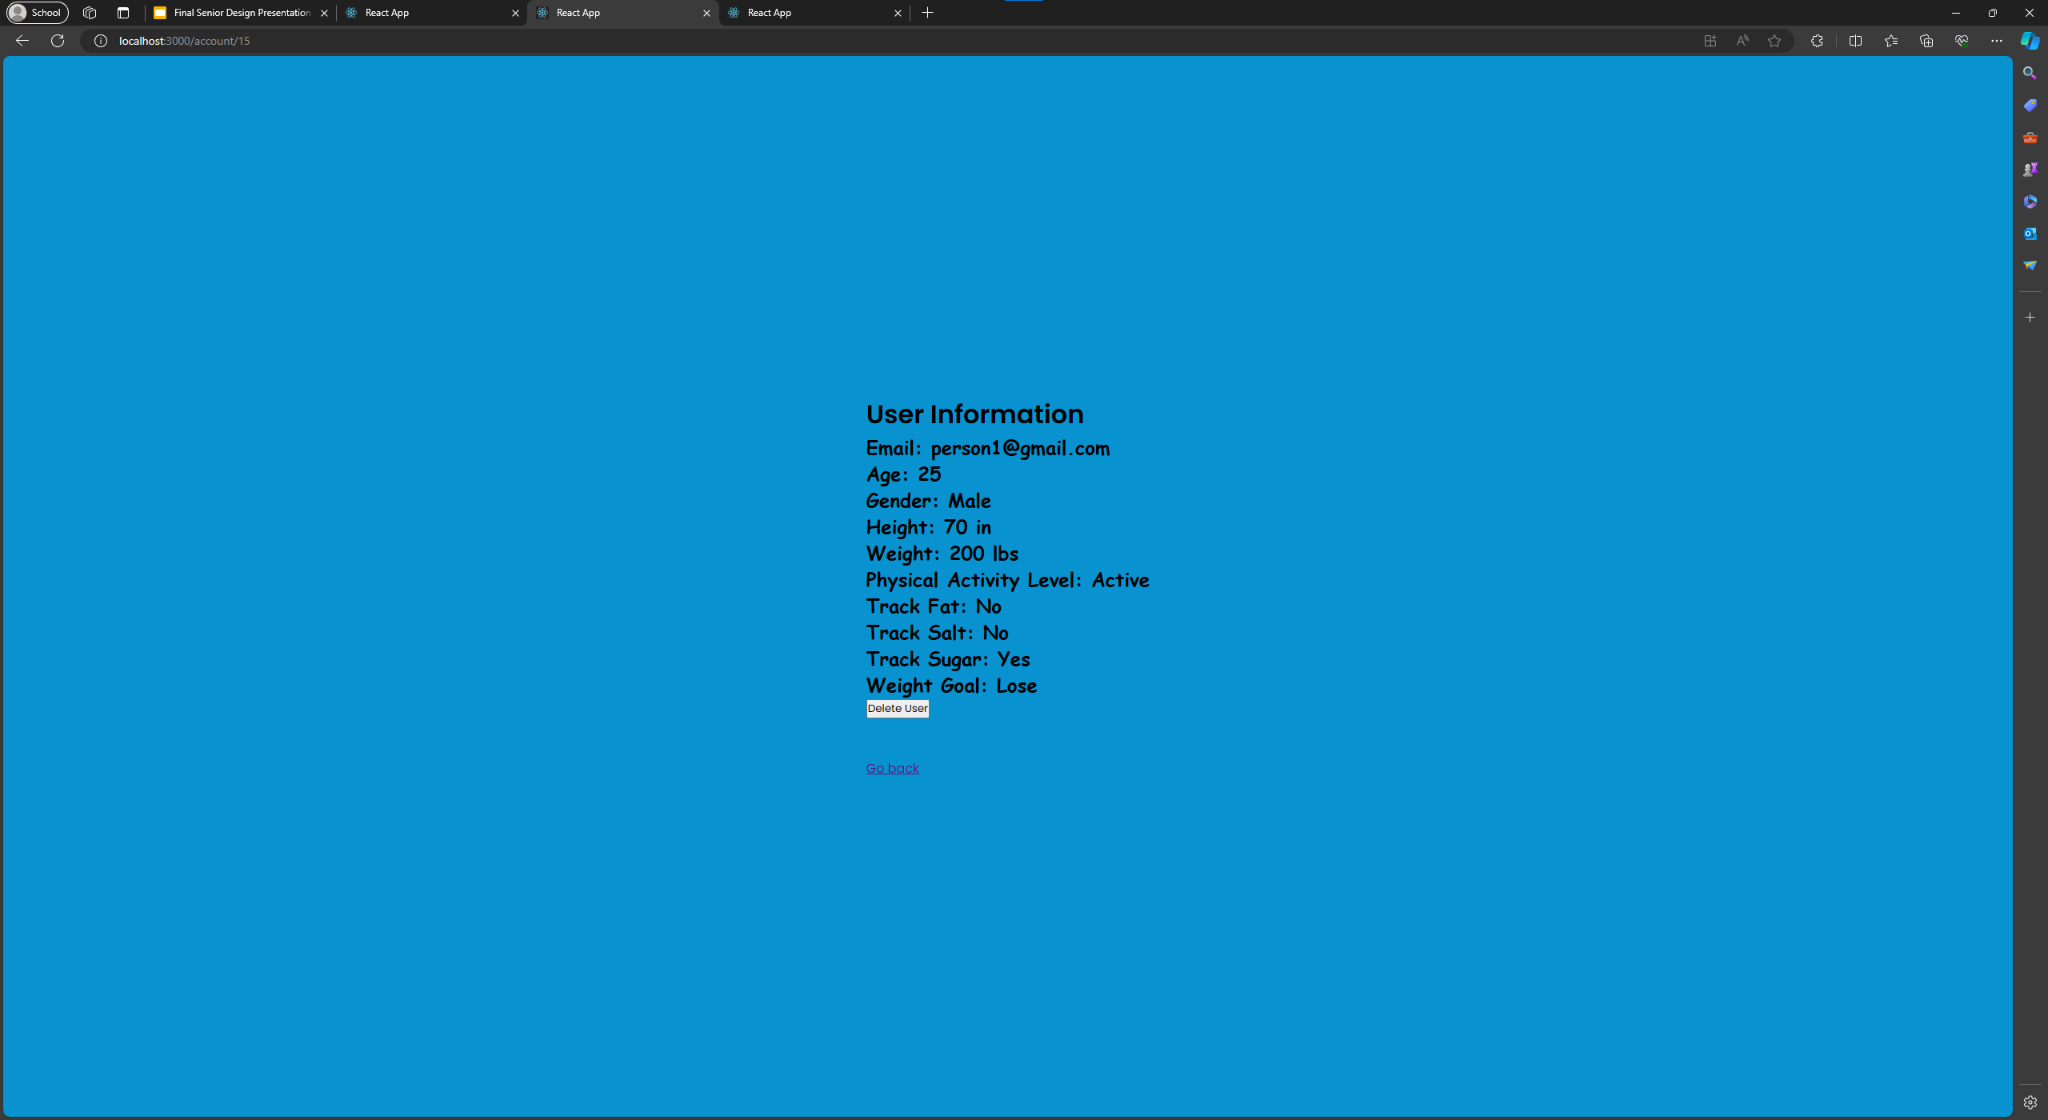 School
Final Senior Design Presentation
React App
React App
React App
localhost:3000/account/15
User Information
Email: person1@gmail.com
Age: 25
Gender: Male
Height: 70 in
Weight: 200 lbs
Physical Activity Level: Active
Track Fat: No
Track Salt: No
Track Sugar: Yes
Weight Goal: Lose
Delete User
Go back